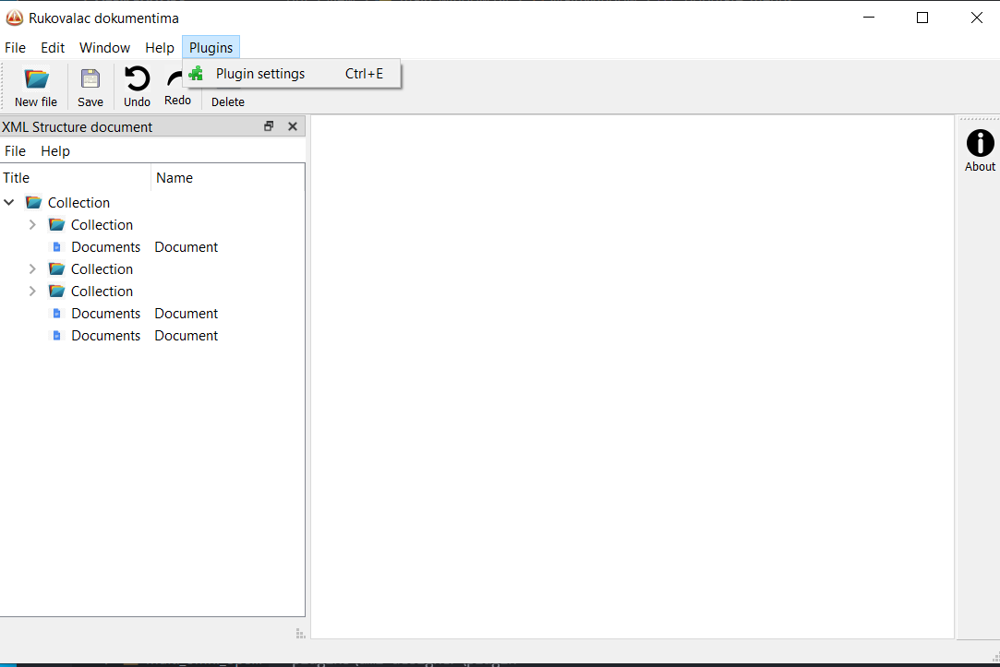 Rukovalac dokumentima
File Edit Window Help Plugins
Plugin settings Ctrl+E
New file Save Undo Redo Delete
XML Structure document
File Help
Title Name
Collection
Collection
Documents Document
Collection
Collection
Documents Document
Documents Document
About